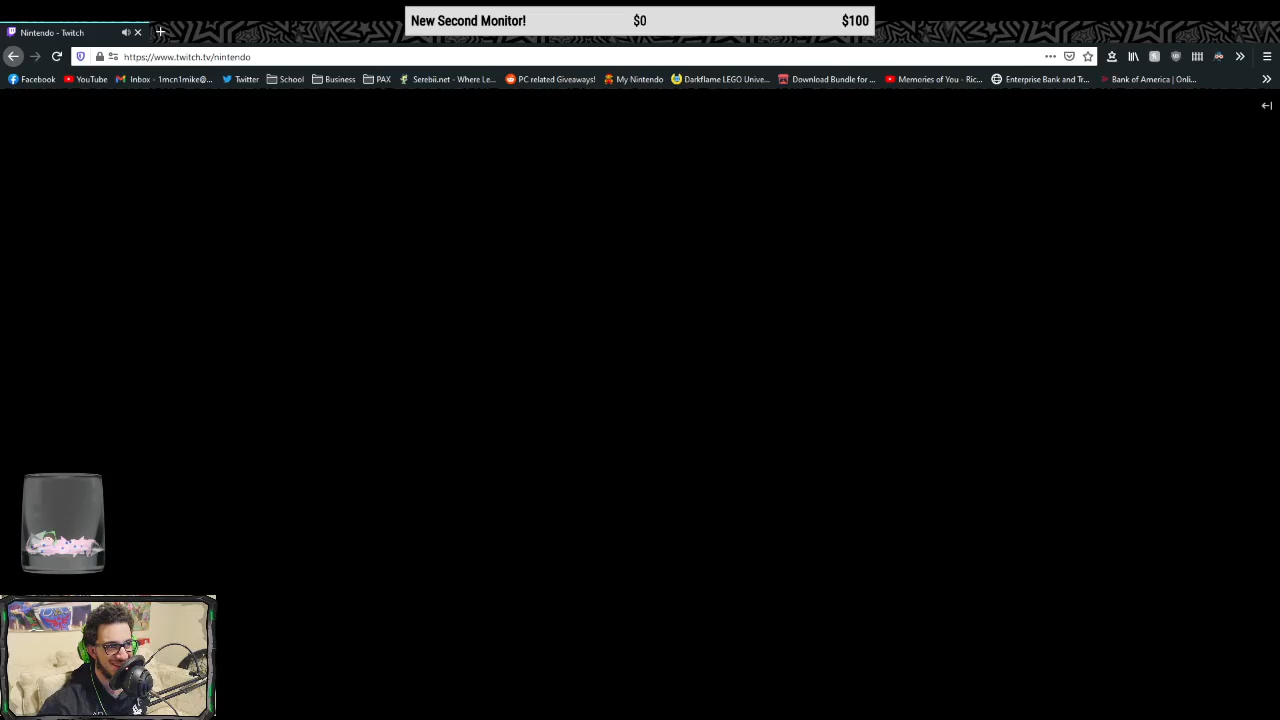 New Second Monitor! $0 $100
Nintendo - Twitch
https://www.twitch.tv/nintendo
Facebook YouTube Inbox - 1mcn1mike@... Twitter School Business PAX Serebii.net - Where Le... PC related Giveaways! My Nintendo Darkflame LEGO Unive... Download Bundle for ... Memories of You - Ric... Enterprise Bank and Tr... Bank of America | Onli...